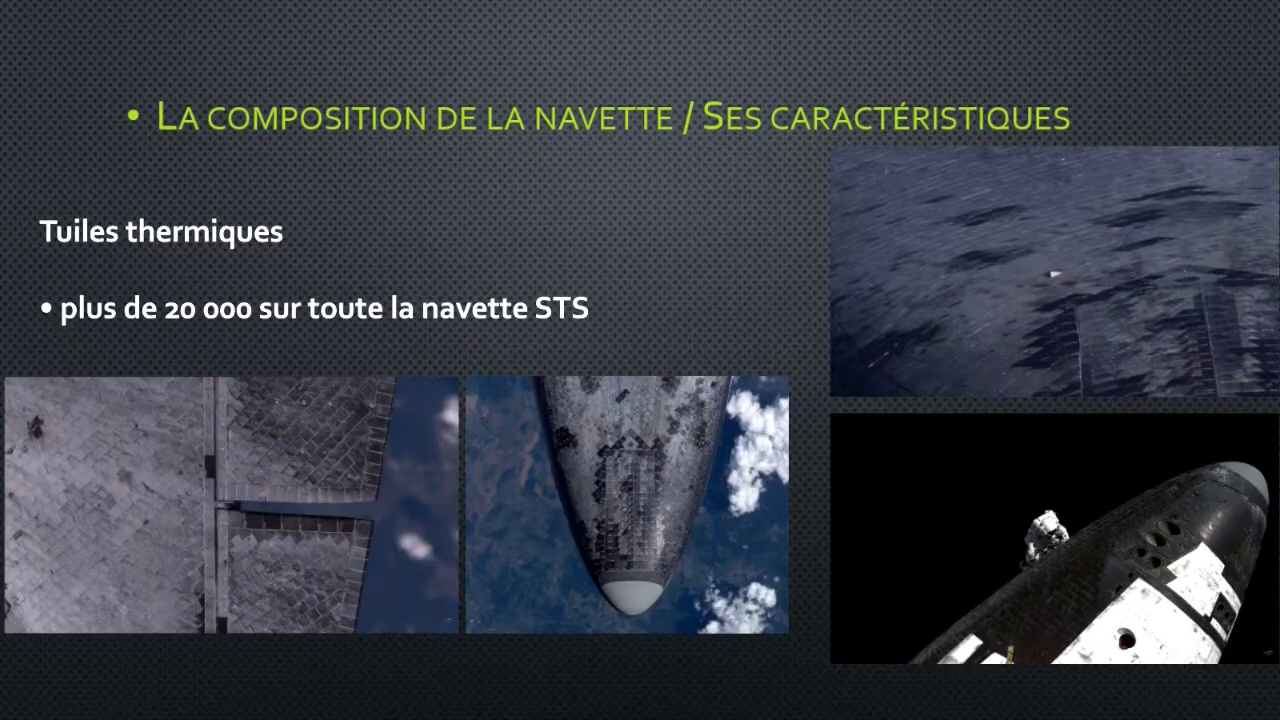 • LA COMPOSITION DE LA NAVETTE / SES CARACTÉRISTIQUES
Tuiles thermiques
• plus de 20 000 sur toute la navette STS